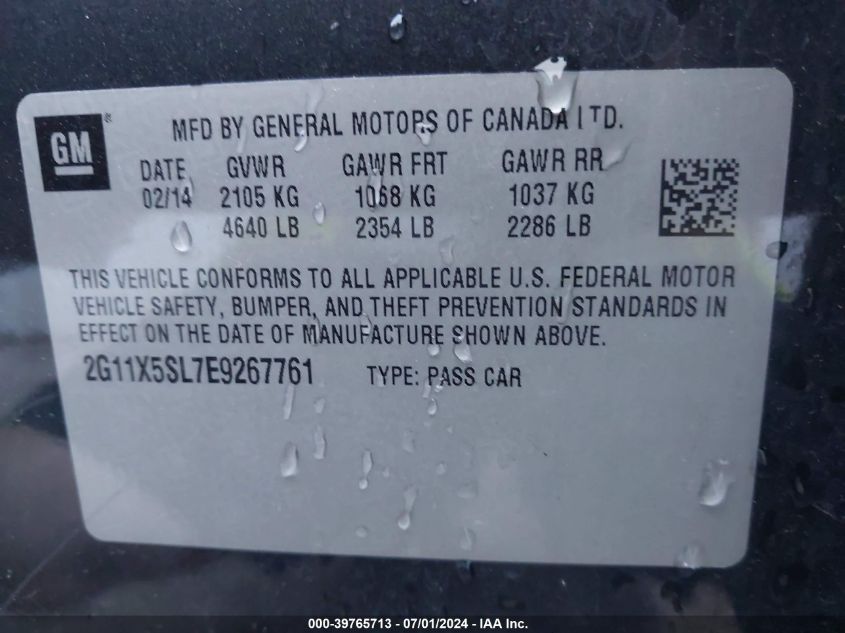 GM ®
MFD BY GENERAL MOTORS OF CANADA LTD.
DATE GVWR GAWR FRT GAWR RR
02/14 2105 KG 1068 KG 1037 KG
4640 LB 2354 LB 2286 LB
THIS VEHICLE CONFORMS TO ALL APPLICABLE U.S. FEDERAL MOTOR
VEHICLE SAFETY, BUMPER, AND THEFT PREVENTION STANDARDS IN
EFFECT ON THE DATE OF MANUFACTURE SHOWN ABOVE.
2G11X5SL7E9267761 TYPE: PASS CAR
000-39765713 - 07/01/2024 - IAA Inc.